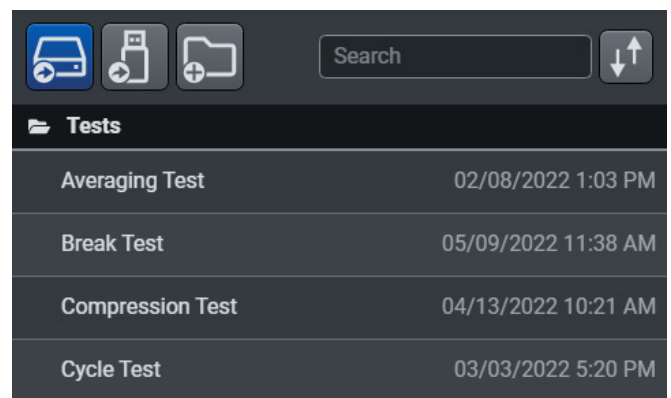 Search
Tests
Averaging Test 02/08/2022 1:03 PM
Break Test 05/09/2022 11:38 AM
Compression Test 04/13/2022 10:21 AM
Cycle Test 03/03/2022 5:20 PM